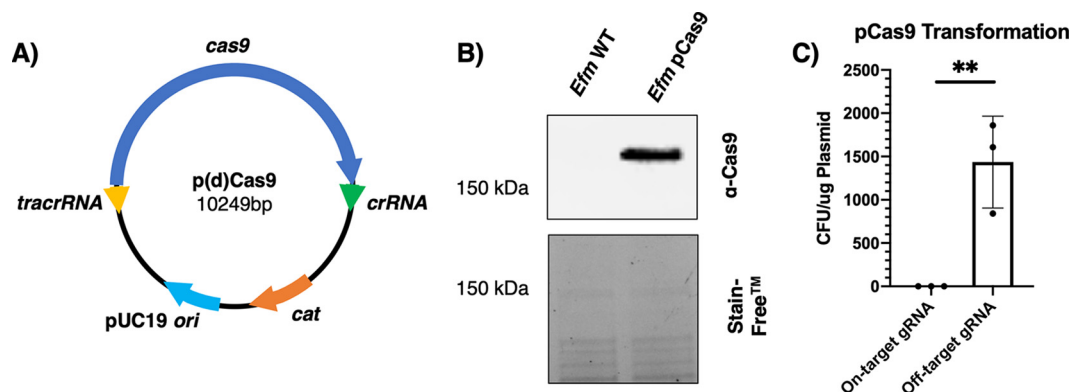 A)
cas9
tracrRNA
p(d)Cas9
10249bp
crRNA
pUC19 ori
cat
B)
Efm WT
Efm pCas9
150 kDa
α-Cas9
150 kDa
Stain-
Free™
C)
pCas9 Transformation
**
CFU/ug Plasmid
2500
2000
1500
1000
500
0
On-target gRNA
Off-target gRNA